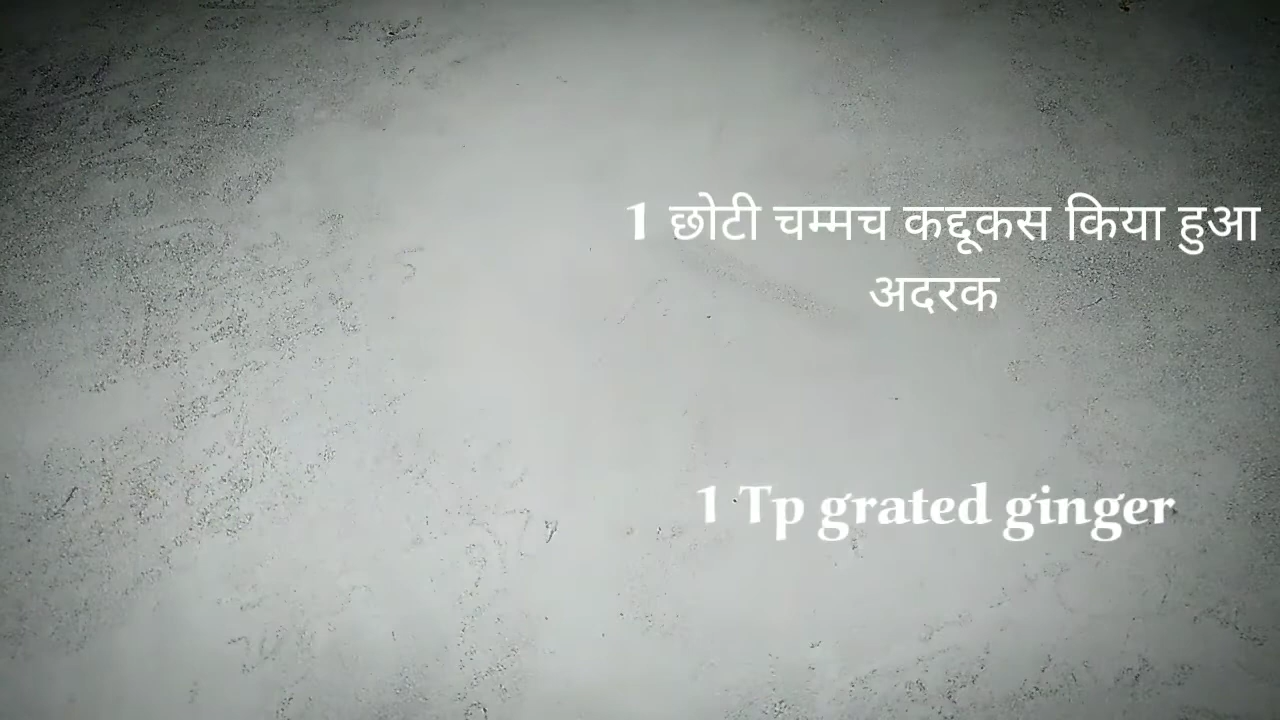 1 छोटी चम्मच कद्दूकस किया हुआ
अदरक
1 Tp grated ginger